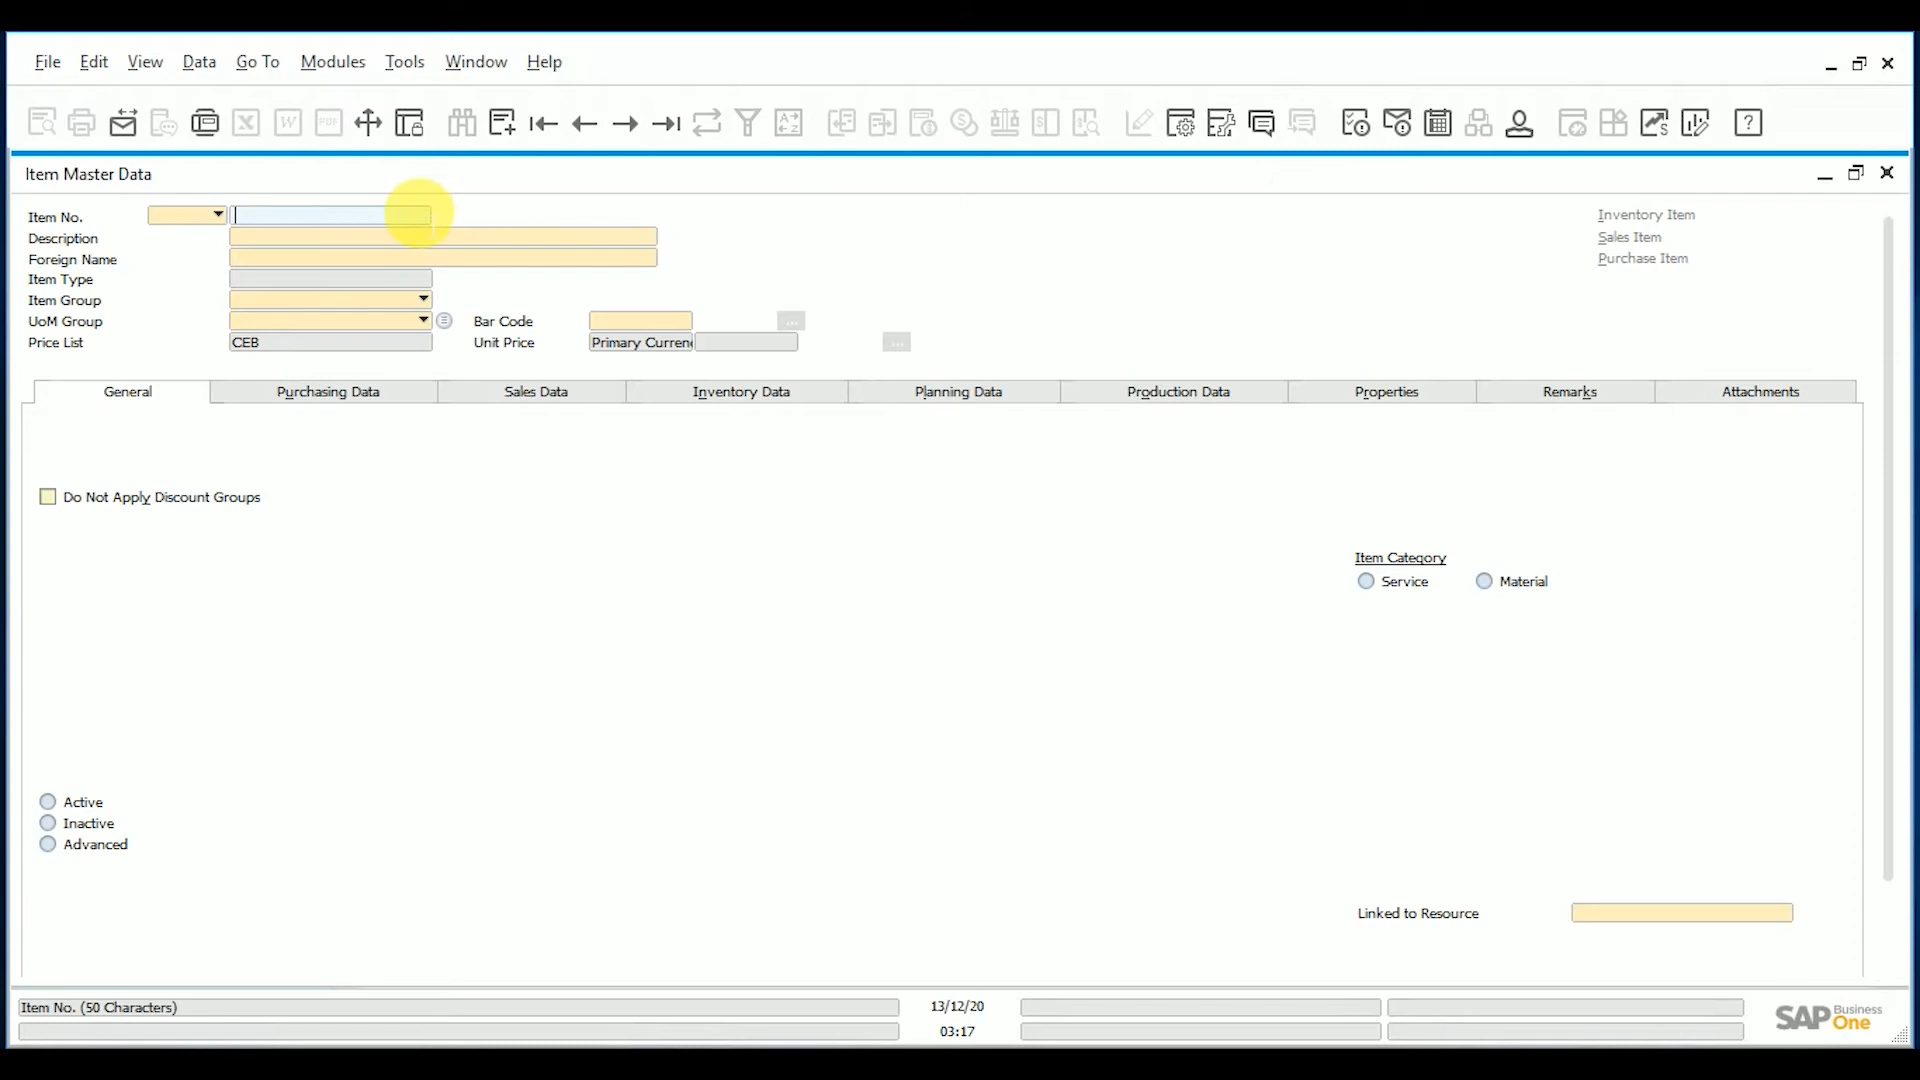 File Edit View Data Go To Modules Tools Window Help
Item Master Data
Item No.
Description
Foreign Name
Item Type
Item Group
UoM Group
Bar Code
...
Price List
CEB
Unit Price
Primary Curren
...
Inventory Item
Sales Item
Purchase Item
General Purchasing Data Sales Data Inventory Data Planning Data Production Data Properties Remarks Attachments
Do Not Apply Discount Groups
Item Category
Service Material
Active
Inactive
Advanced
Linked to Resource
Item No. (50 Characters)
13/12/20
03:17
SAP Business One